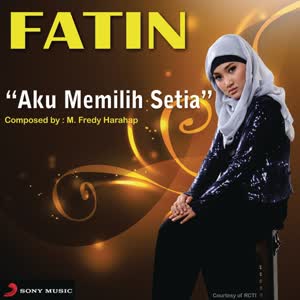 FATIN
“Aku Memilih Setia”
Composed by : M. Fredy Harahap
SONY MUSIC
Courtesy of RCTI